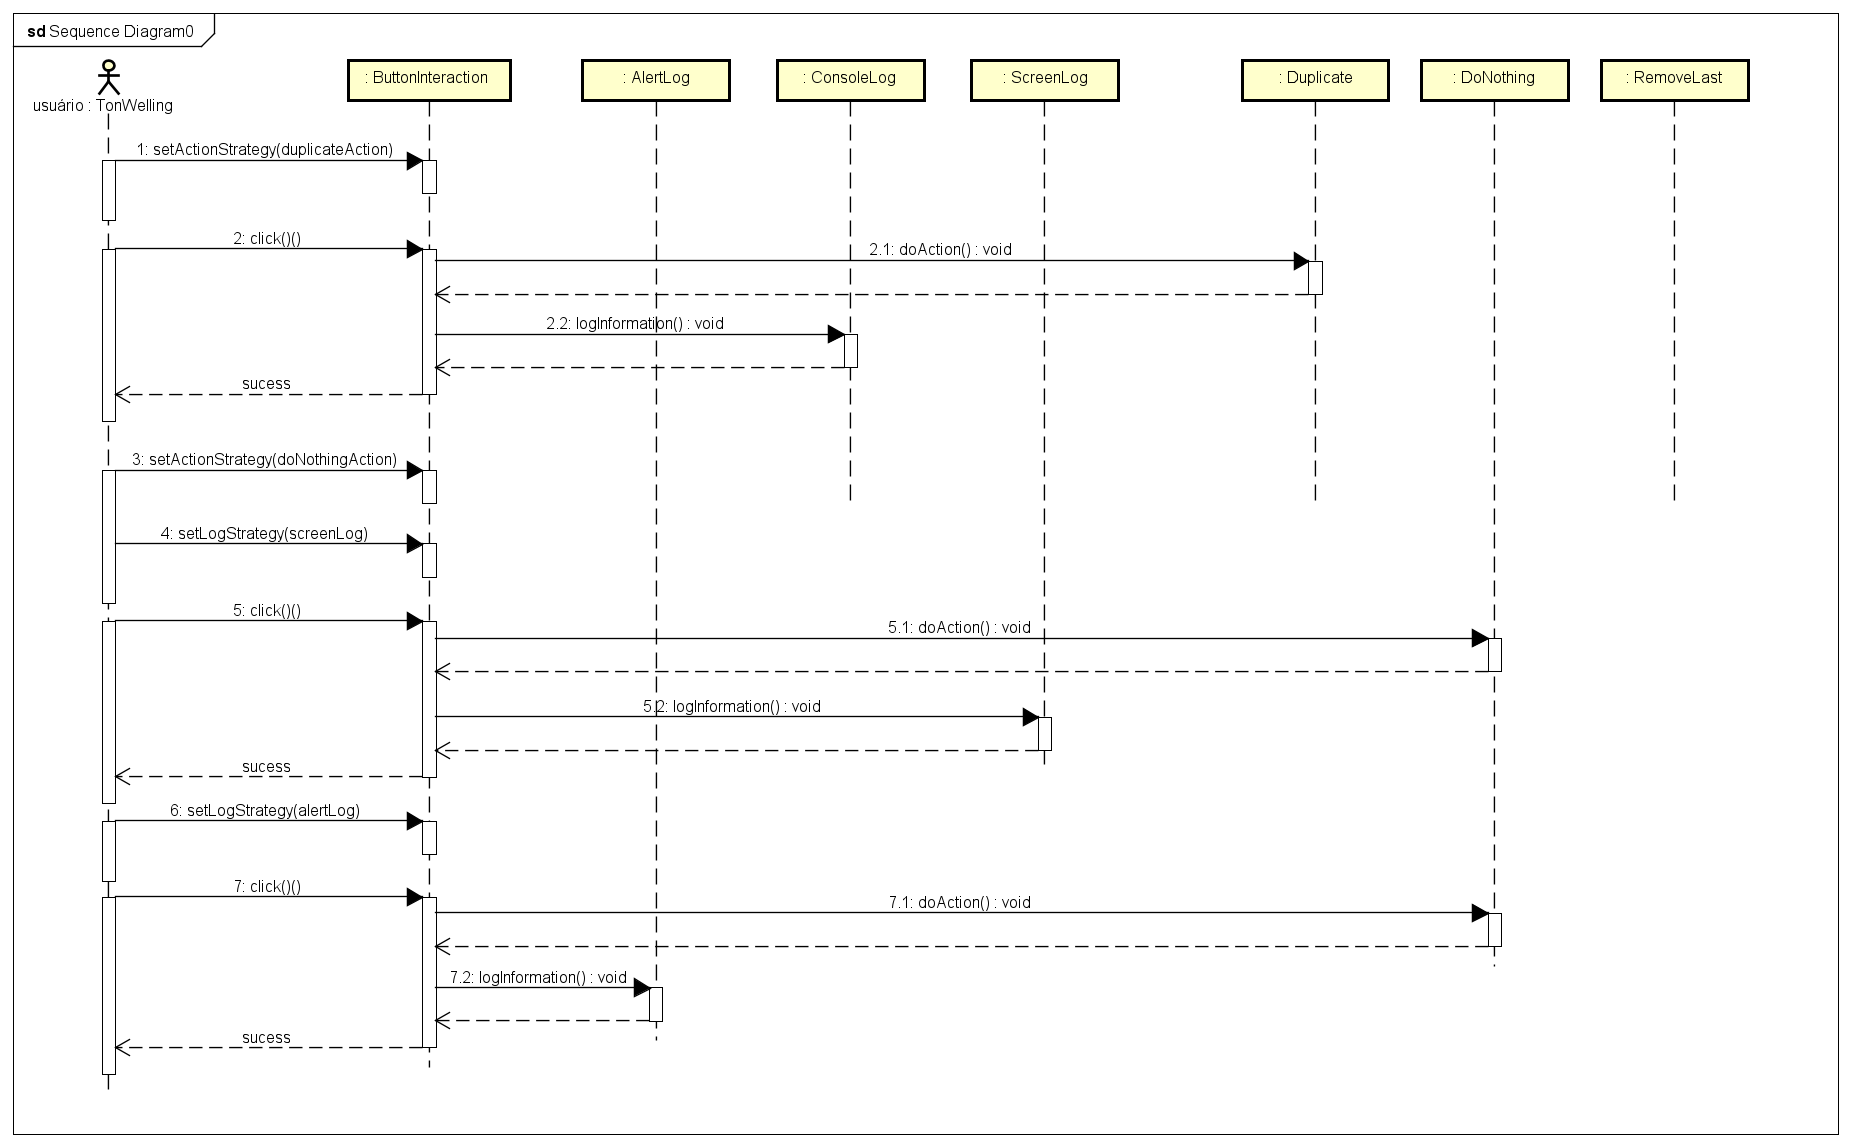 sd Sequence Diagram0
usuário : TonWelling
: ButtonInteraction
: AlertLog
: ConsoleLog
: ScreenLog
: Duplicate
: DoNothing
: RemoveLast
1: setActionStrategy(duplicateAction)
2: click()()
2.1: doAction() : void
2.2: logInformation() : void
sucess
3: setActionStrategy(doNothingAction)
4: setLogStrategy(screenLog)
5: click()()
5.1: doAction() : void
5.2: logInformation() : void
sucess
6: setLogStrategy(alertLog)
7: click()()
7.1: doAction() : void
7.2: logInformation() : void
sucess